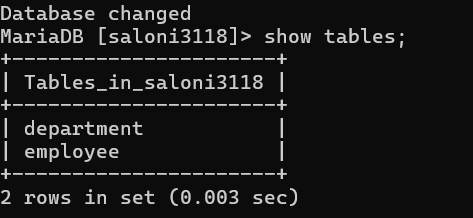 Database changed
MariaDB [saloni3118]> show tables;
+----------------------+
| Tables_in_saloni3118 |
+----------------------+
| department           |
| employee             |
+----------------------+
2 rows in set (0.003 sec)